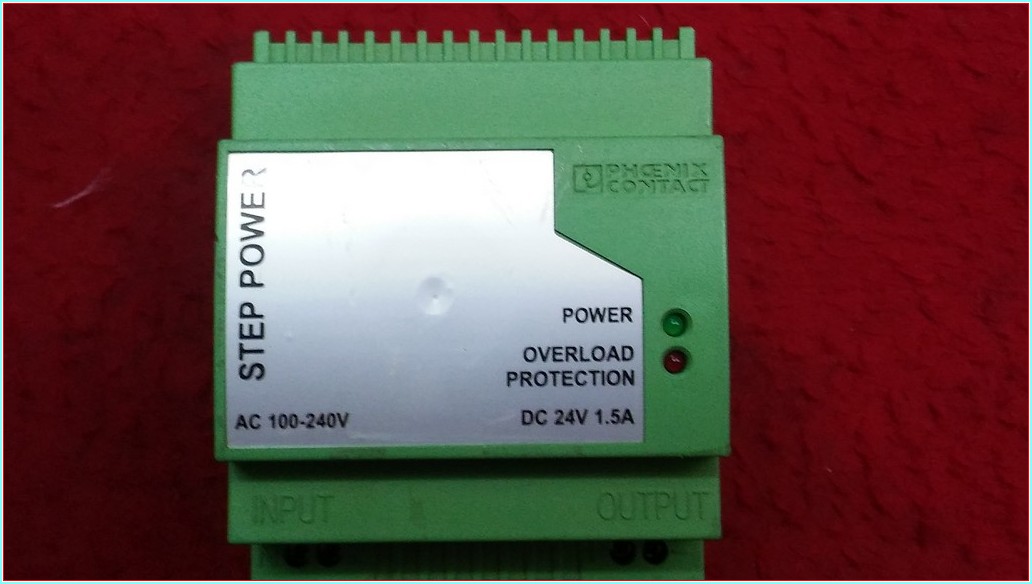 PHŒNIX
CONTACT
STEP POWER
POWER
OVERLOAD
PROTECTION
AC 100-240V
DC 24V 1.5A
INPUT
OUTPUT